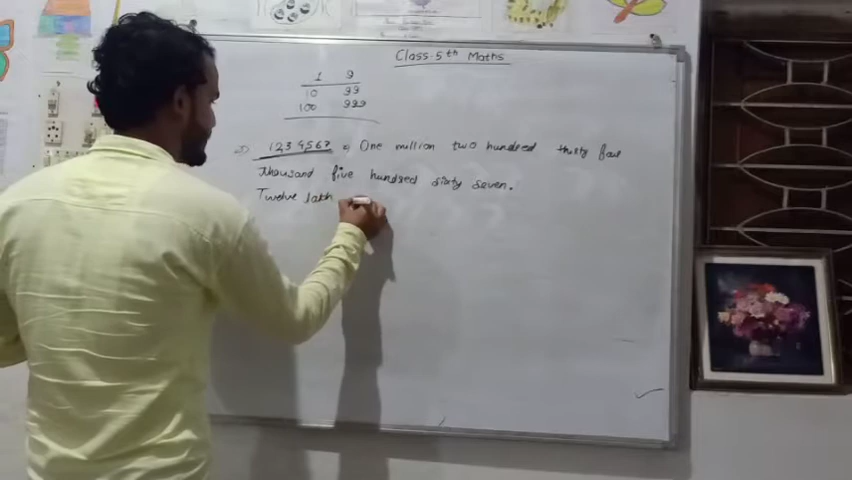 Class-5th Maths
1 9
10 99
100 999
1234567 = One million two hundred thirty four
thousand five hundred sixty seven.
Twelve lakh